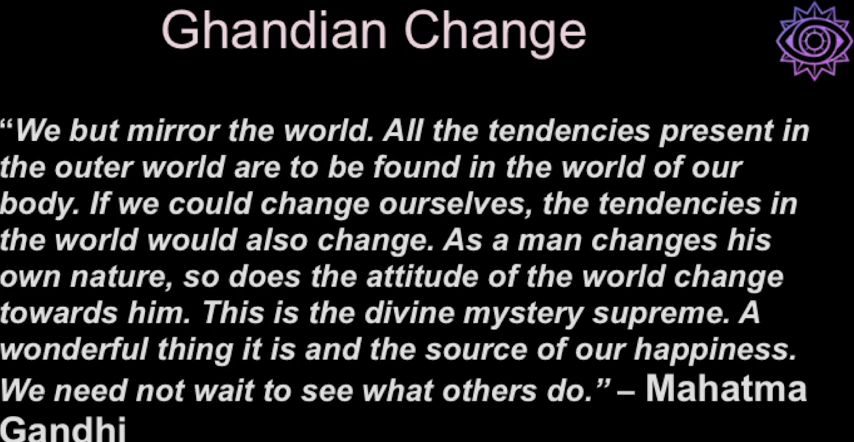 Ghandian Change
“We but mirror the world. All the tendencies present in
the outer world are to be found in the world of our
body. If we could change ourselves, the tendencies in
the world would also change. As a man changes his
own nature, so does the attitude of the world change
towards him. This is the divine mystery supreme. A
wonderful thing it is and the source of our happiness.
We need not wait to see what others do.” – Mahatma
Gandhi